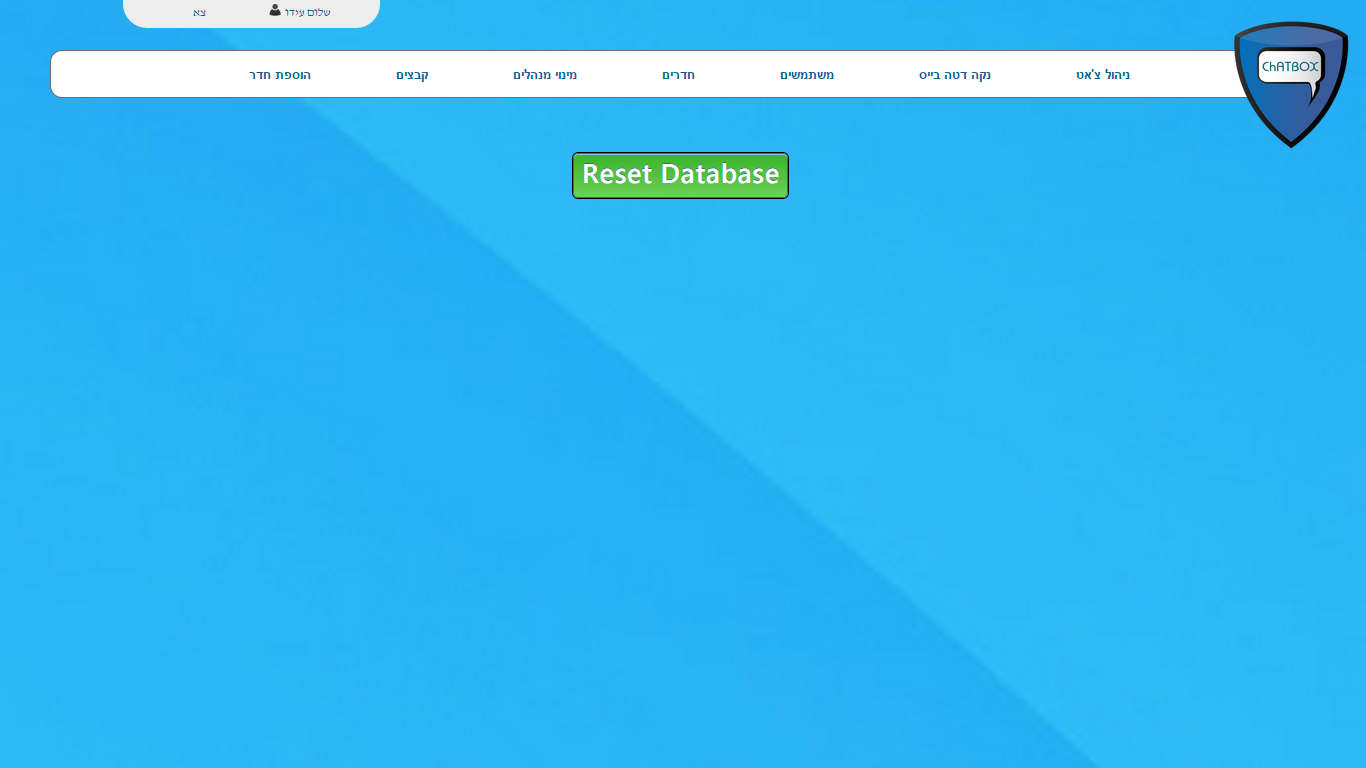 שלום עידו
צא
ChATBOX
ניהול צ'אט
נקה דטה בייס
משתמשים
חדרים
מינוי מנהלים
קבצים
הוספת חדר
Reset Database